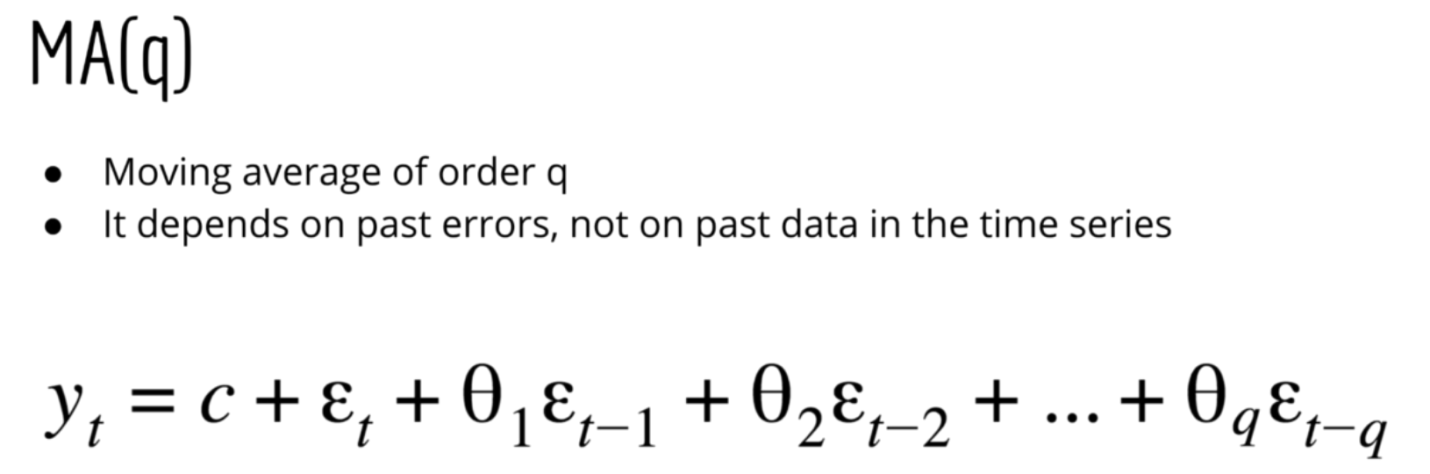 MA(q)
● Moving average of order q
● It depends on past errors, not on past data in the time series
yₜ = c + εₜ + θ₁εₜ₋₁ + θ₂εₜ₋₂ + ... + θ_qε_{t−q}